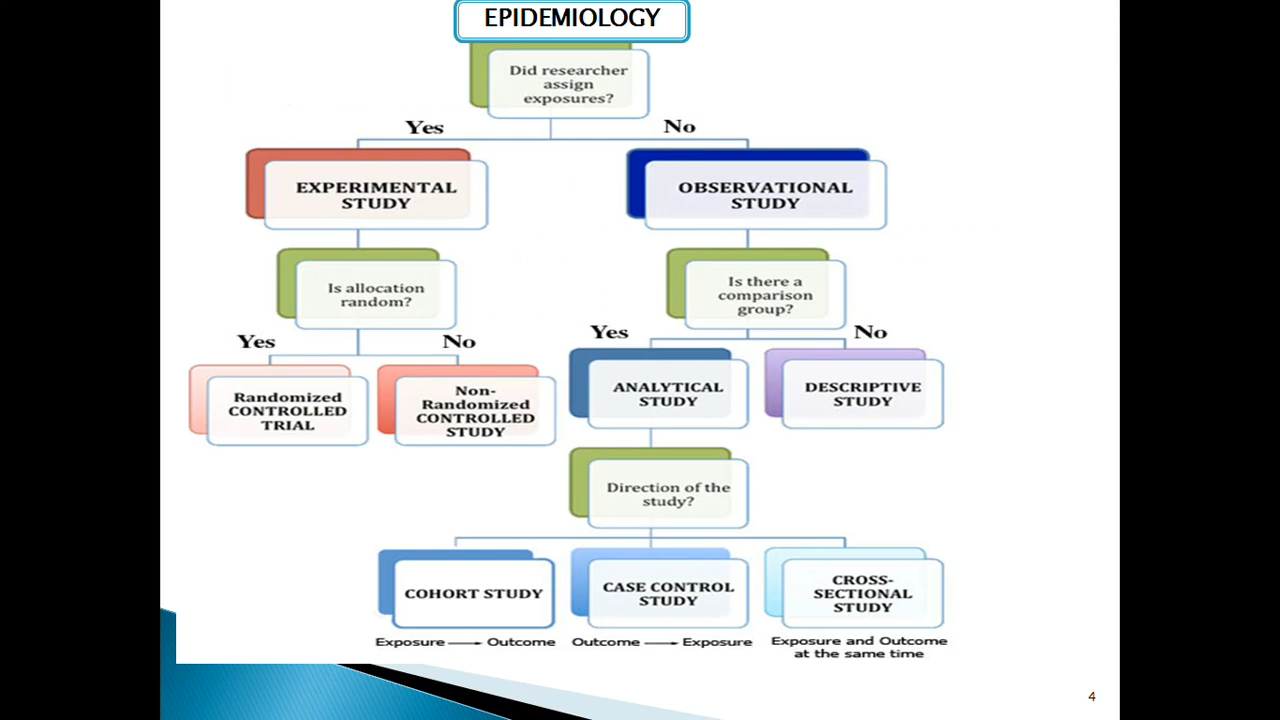 EPIDEMIOLOGY
Did researcher
assign
exposures?
Yes
No
EXPERIMENTAL
STUDY
OBSERVATIONAL
STUDY
Is allocation
random?
Is there a
comparison
group?
Yes
No
Yes
No
Randomized
CONTROLLED
TRIAL
Non-
Randomized
CONTROLLED
STUDY
ANALYTICAL
STUDY
DESCRIPTIVE
STUDY
Direction of the
study?
COHORT STUDY
CASE CONTROL
STUDY
CROSS-
SECTIONAL
STUDY
Exposure → Outcome
Outcome → Exposure
Exposure and Outcome
at the same time
4